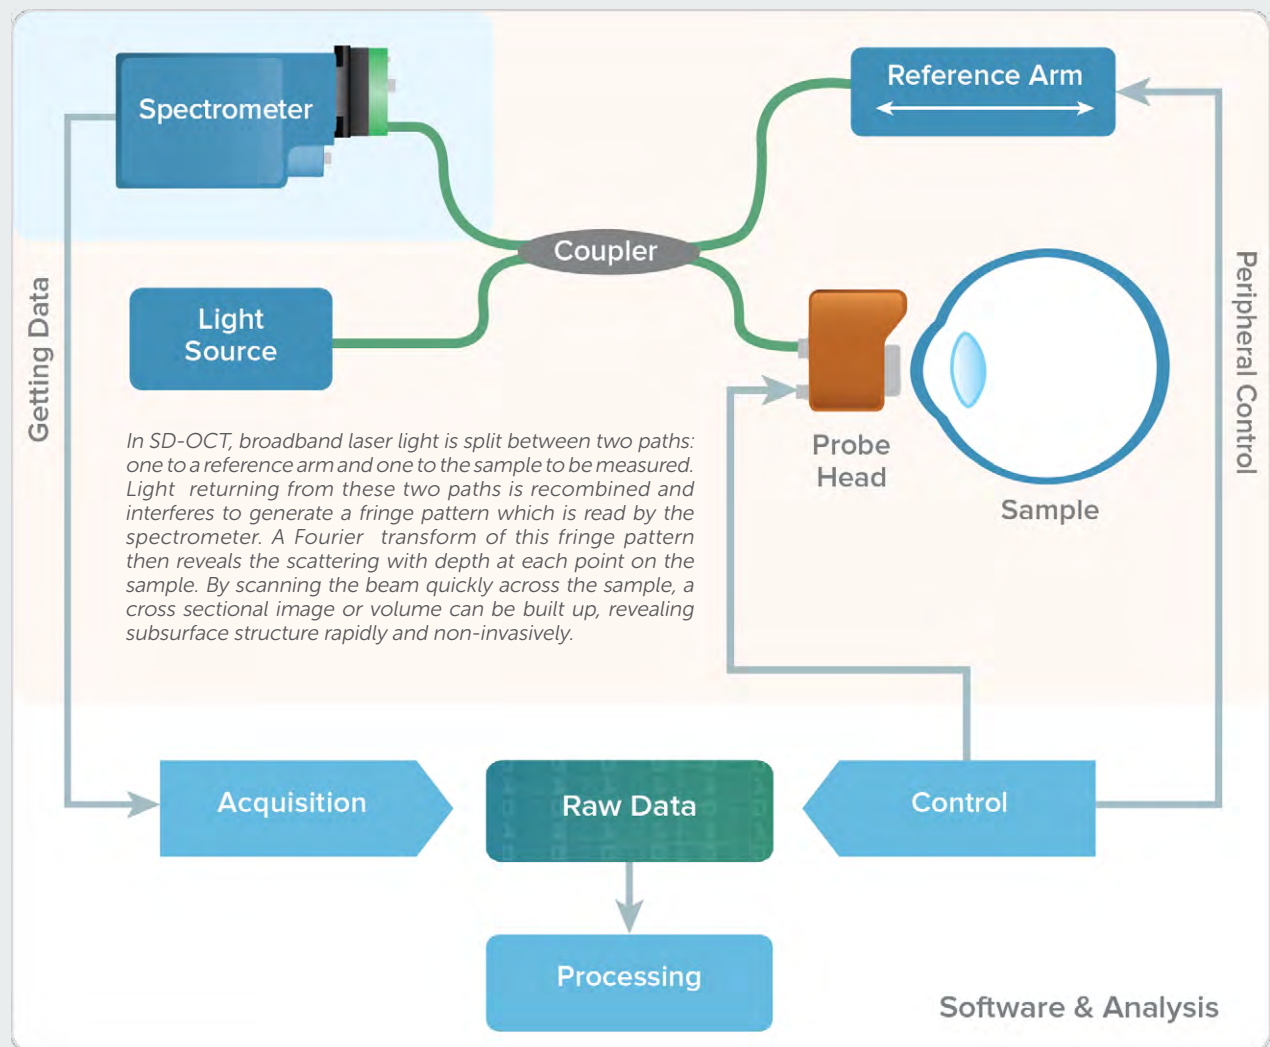 Spectrometer
Reference Arm
Coupler
Light
Source
Getting Data
Peripheral Control
Probe
Head
Sample
In SD-OCT, broadband laser light is split between two paths:
one to a reference arm and one to the sample to be measured.
Light returning from these two paths is recombined and
interferes to generate a fringe pattern which is read by the
spectrometer. A Fourier transform of this fringe pattern
then reveals the scattering with depth at each point on the
sample. By scanning the beam quickly across the sample, a
cross sectional image or volume can be built up, revealing
subsurface structure rapidly and non-invasively.
Acquisition
Raw Data
Control
Processing
Software & Analysis